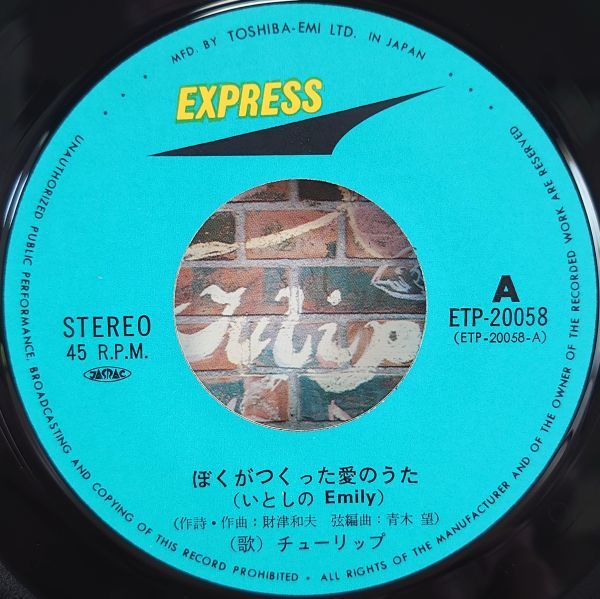 MFD. BY TOSHIBA-EMI LTD. IN JAPAN
EXPRESS
UNAUTHORIZED PUBLIC PERFORMANCE, BROADCASTING AND COPYING OF THIS RECORD PROHIBITED • ALL RIGHTS OF THE MANUFACTURER AND OF THE OWNER OF THE RECORDED WORK ARE RESERVED
Tulip
STEREO
45 R.P.M.
JASRAC
A
ETP-20058
(ETP-20058-A)
ぼくがつくった愛のうた
(いとしの Emily)
(作詩・作曲:財津和夫 弦編曲:青木 望)
(歌) チューリップ